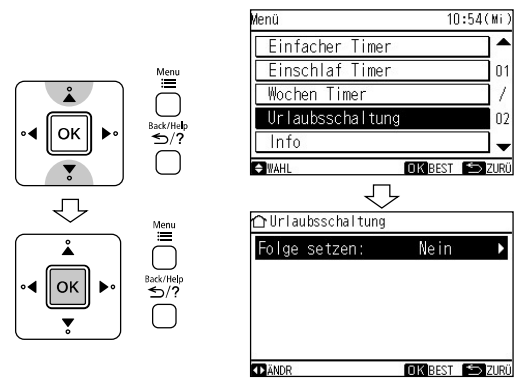 Menu
OK
Back/Help
/?
Menu
OK
Back/Help
/?
Menü 10:54(Mi)
Einfacher Timer
Einschlaf Timer
Wochen Timer
Urlaubsschaltung
Info
01
/
02
WAHL OK BEST ZURÜ
Urlaubsschaltung
Folge setzen: Nein
ÄNDR OK BEST ZURÜ